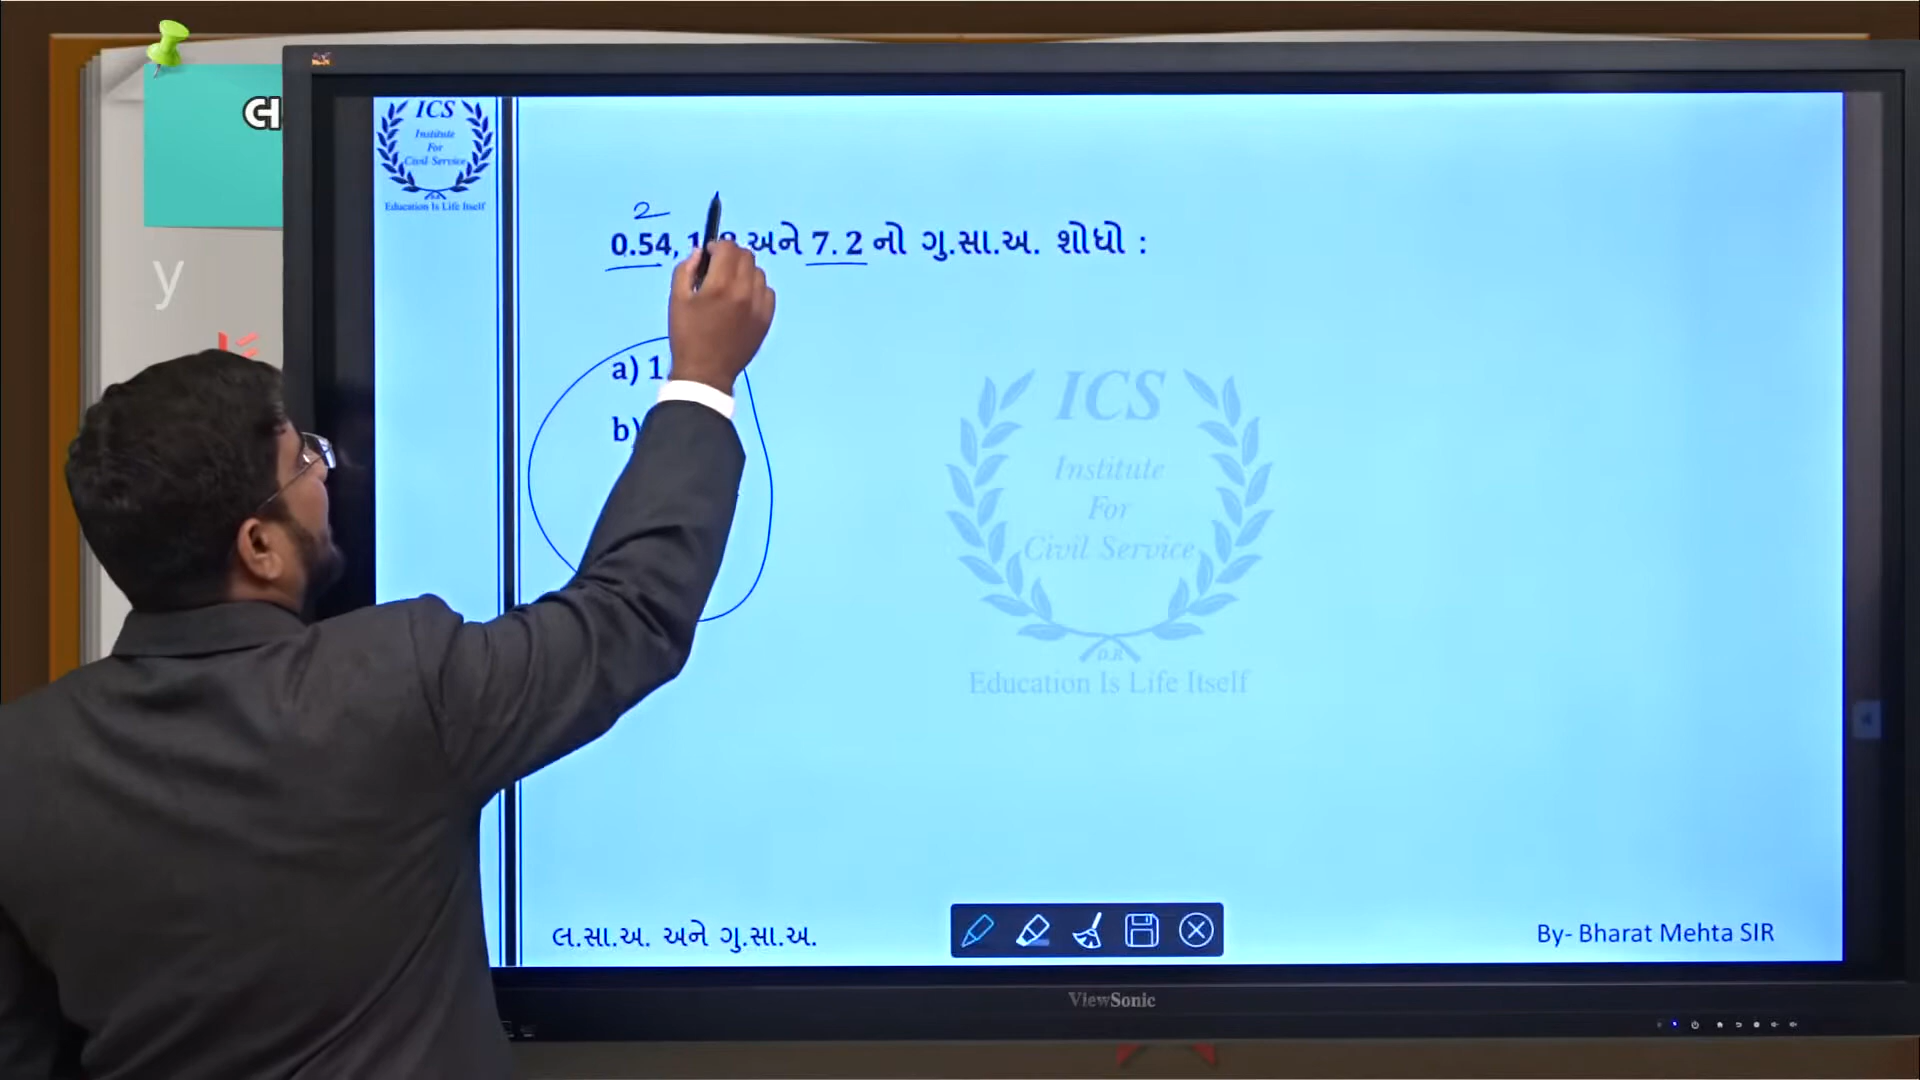 લ
ICS
Institute
For
Civil Service
D.R
Education Is Life Itself
y
2
0.54, અને 7. 2 નો ગુ.સા.અ. શોધો :
a) 1
b)
ICS
Institute
For
Civil Service
D.R
Education Is Life Itself
લ.સા.અ. અને ગુ.સા.અ.
By- Bharat Mehta SIR
ViewSonic